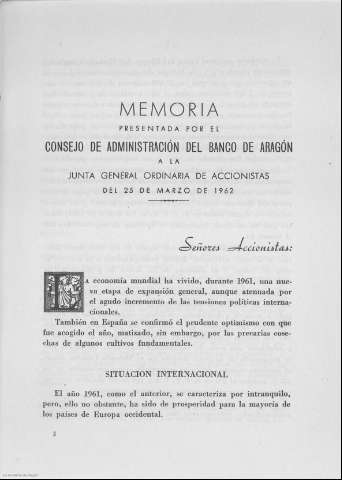 MEMORIA
PRESENTADA POR EL
CONSEJO DE ADMINISTRACIÓN DEL BANCO DE ARAGÓN
A LA
JUNTA GENERAL ORDINARIA DE ACCIONISTAS
DEL 25 DE MARZO DE 1962
Señores Accionistas:
La economía mundial ha vivido, durante 1961, una nue-
va etapa de expansión general, aunque atenuada por
el agudo incremento de las tensiones políticas interna-
cionales.
También en España se confirmó el prudente optimismo con que
fue acogido el año, matizado, sin embargo, por las precarias cose-
chas de algunos cultivos fundamentales.
SITUACION INTERNACIONAL
El año 1961, como el anterior, se caracteriza por intranquilo,
pero, ello no obstante, ha sido de prosperidad para la mayoría de
los países de Europa occidental.